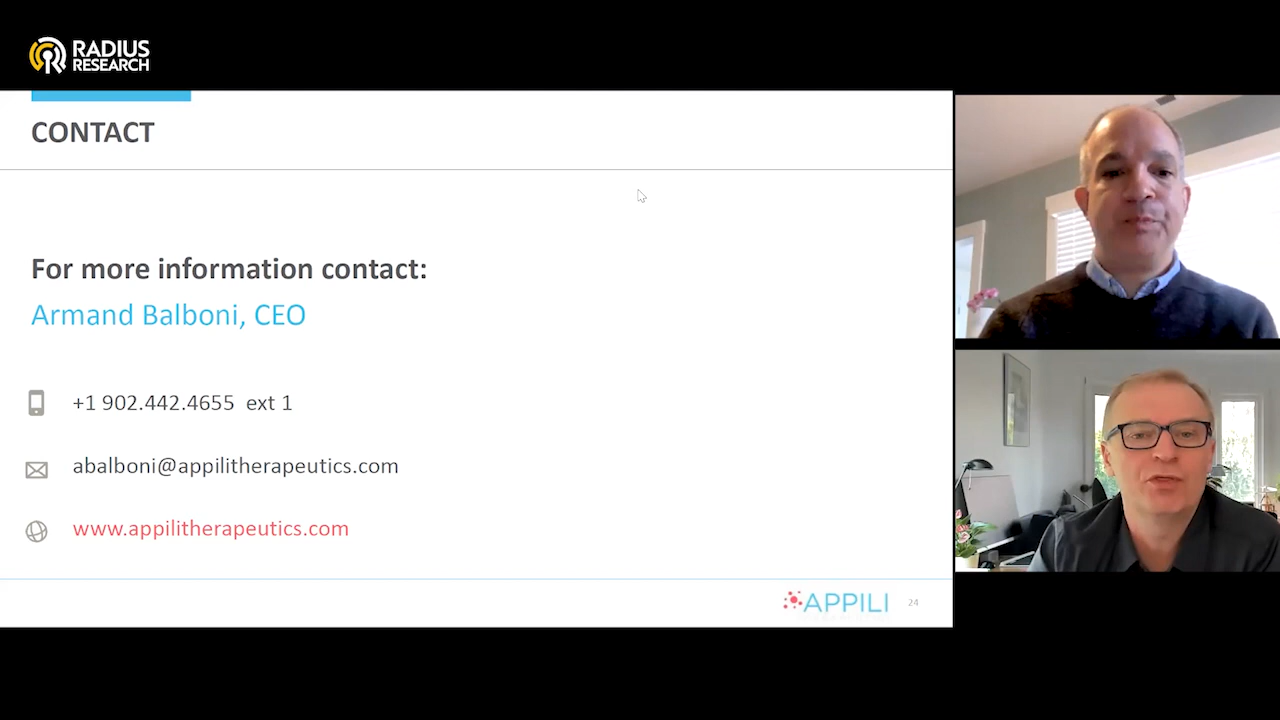 RADIUS
RESEARCH
CONTACT
For more information contact:
Armand Balboni, CEO
+1 902.442.4655 ext 1
abalboni@appilitherapeutics.com
www.appilitherapeutics.com
APPILI
24